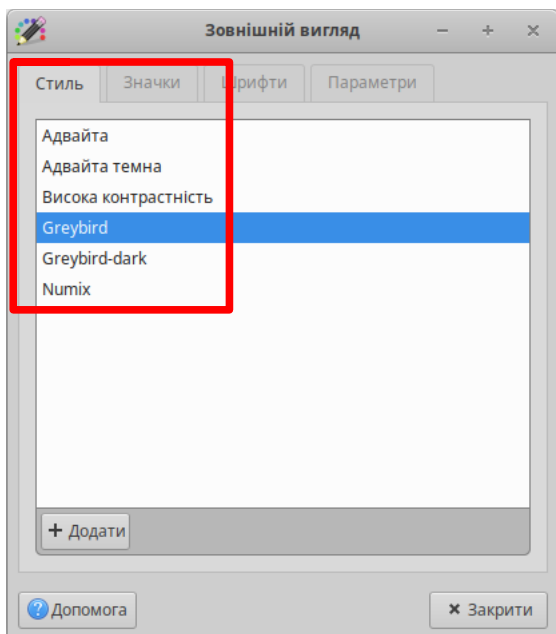 Зовнішній вигляд
Стиль Значки Шрифти Параметри
Адвайта
Адвайта темна
Висока контрастність
Greybird
Greybird-dark
Numix
+ Додати
? Допомога
× Закрити